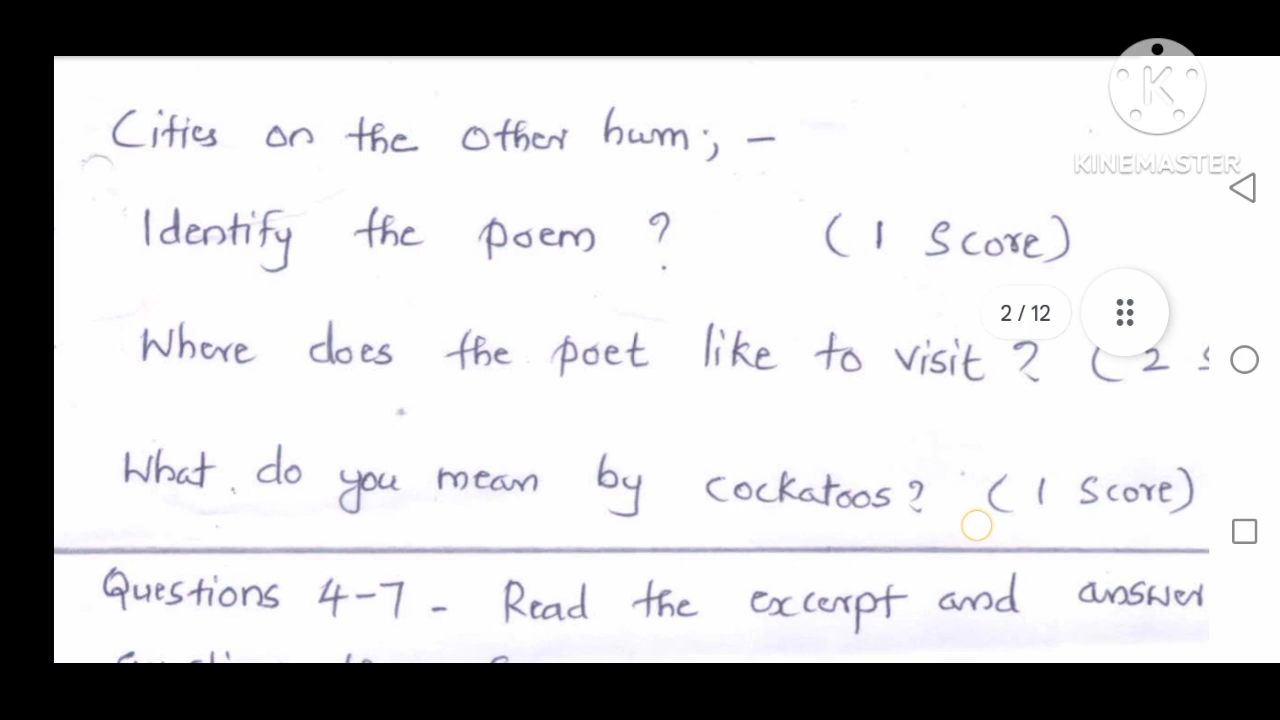 Cities on the other hum; -
Identify the poem ? (1 Score)
Where does the poet like to visit ? (2
What do you mean by cockatoos? (1 Score)
Questions 4-7 - Read the excerpt and answer
KINEMASTER
2 / 12